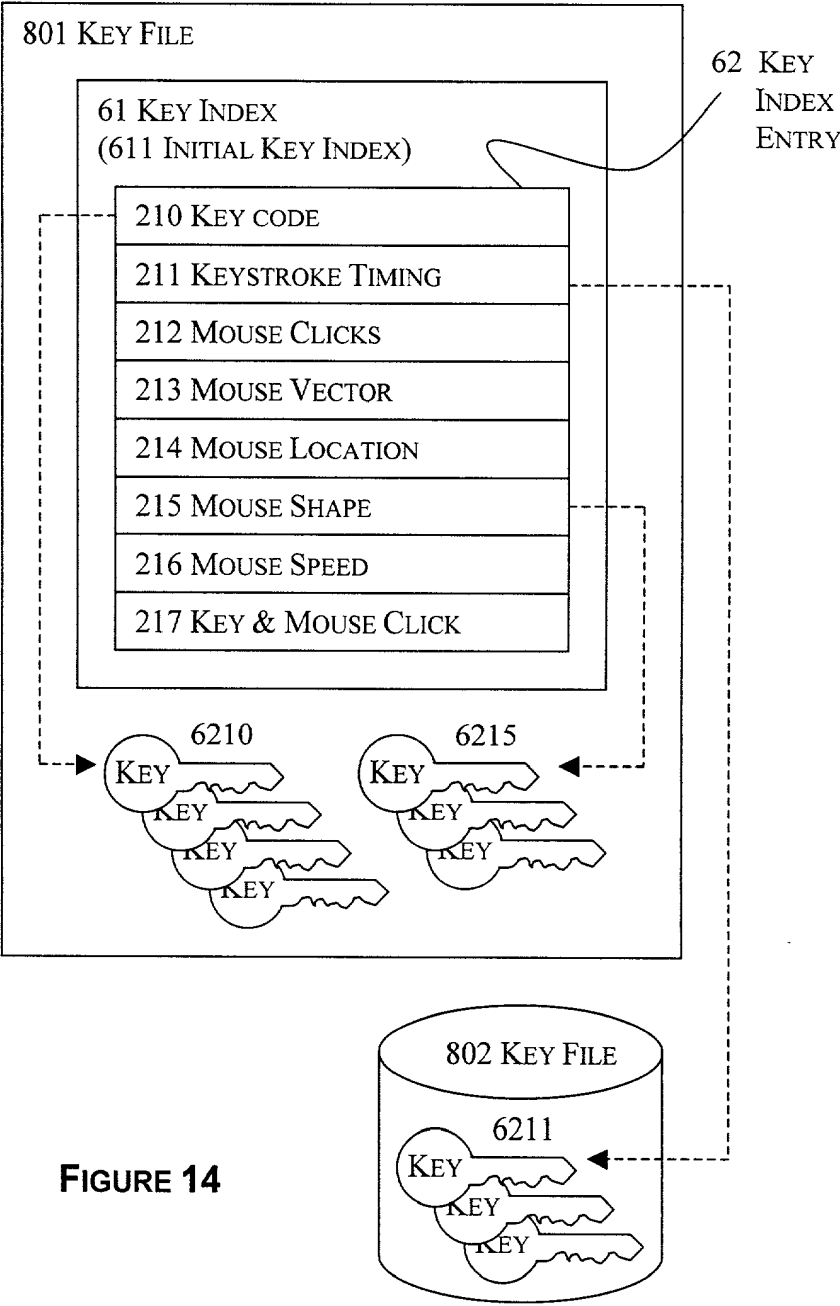 801 KEY FILE
62 KEY
INDEX
ENTRY
61 KEY INDEX
(611 INITIAL KEY INDEX)
210 KEY CODE
211 KEYSTROKE TIMING
212 MOUSE CLICKS
213 MOUSE VECTOR
214 MOUSE LOCATION
215 MOUSE SHAPE
216 MOUSE SPEED
217 KEY & MOUSE CLICK
6210
6215
KEY
KEY
KEY
KEY
KEY
KEY
KEY
802 KEY FILE
6211
KEY
KEY
KEY
FIGURE 14